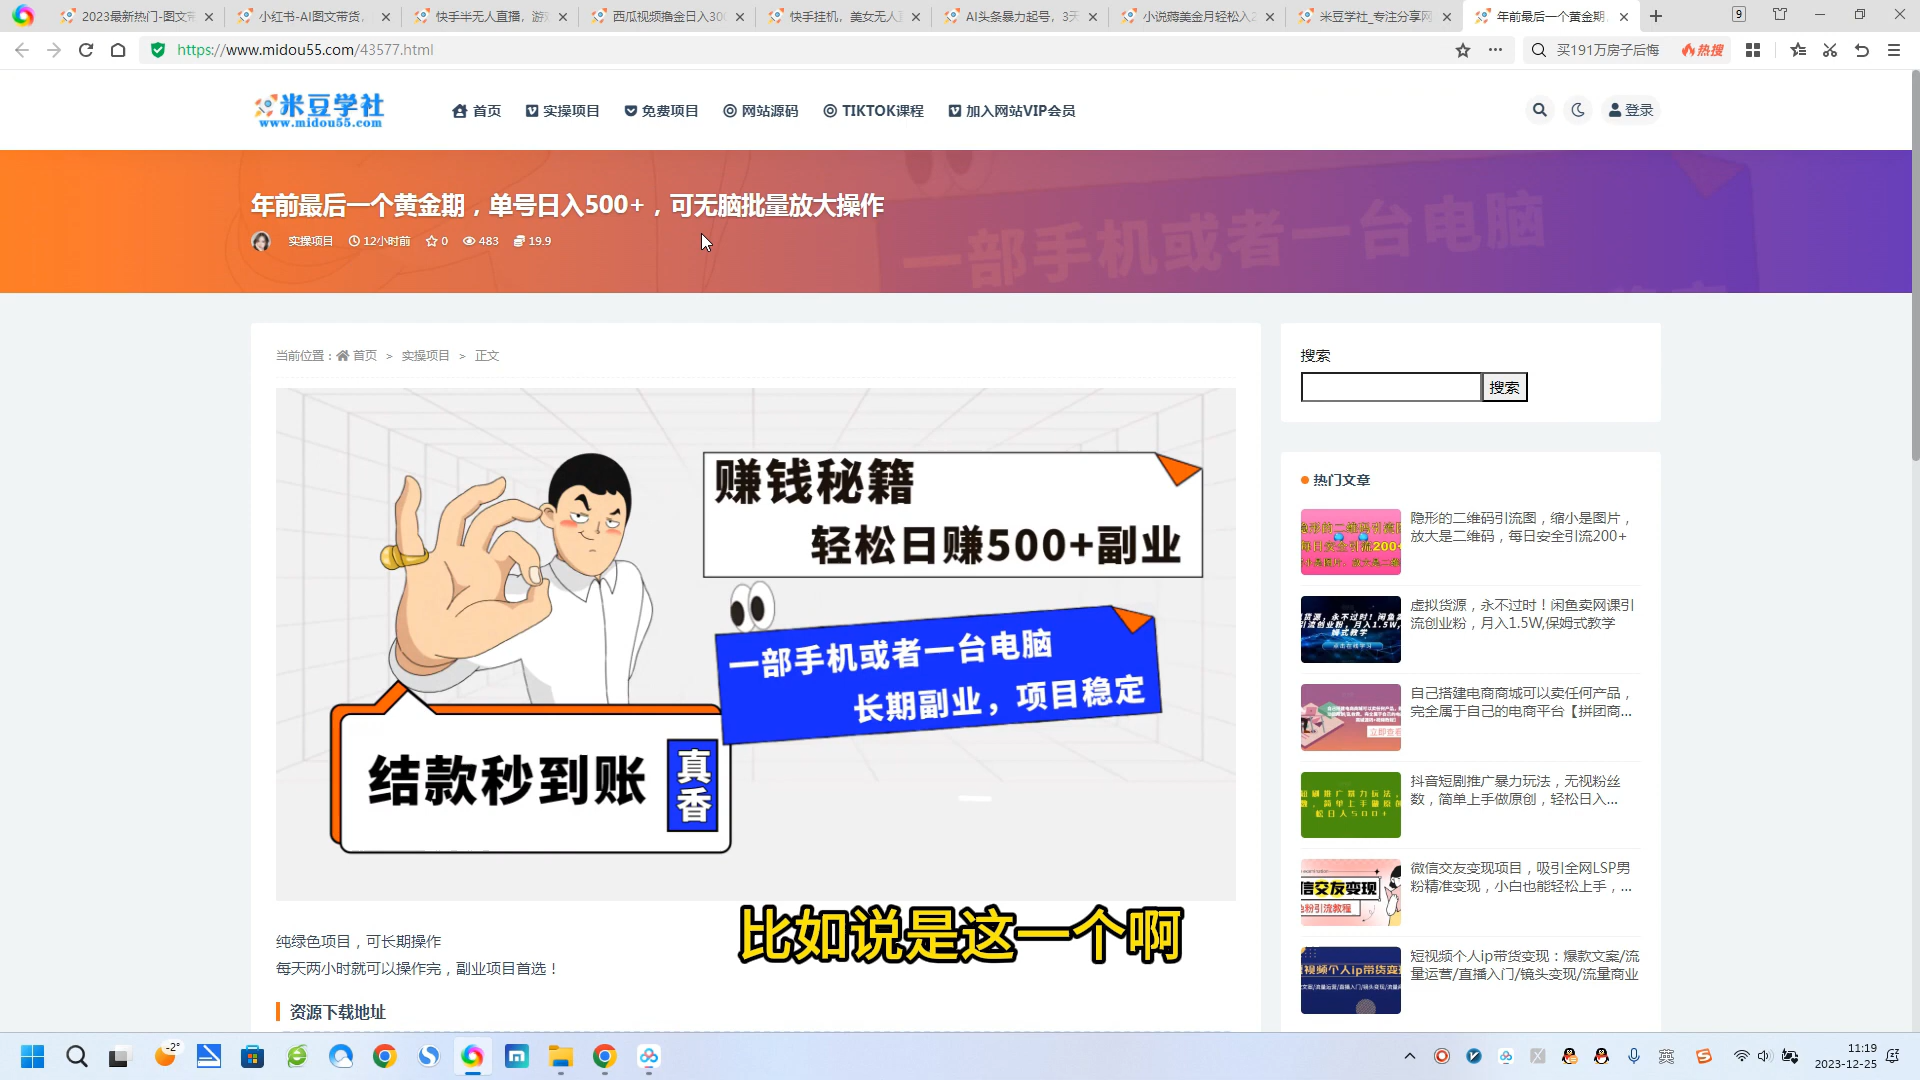 2023最新热门-图文带
小红书-AI图文带货，
快手半无人直播，游
西瓜视频撸金日入300
快手挂机，美女无人直
AI头条暴力起号，3天
小说薅美金月轻松入2
米豆学社_专注分享网
年前最后一个黄金期
9
https://www.midou55.com/43577.html
买191万房子后悔
热搜
米豆学社
www.midou55.com
首页
实操项目
免费项目
网站源码
TIKTOK课程
加入网站VIP会员
登录
年前最后一个黄金期，单号日入500+，可无脑批量放大操作
实操项目 12小时前 0 483 19.9
一部手机或者一台电脑
当前位置：首页 > 实操项目 > 正文
赚钱秘籍
轻松日赚500+副业
一部手机或者一台电脑
长期副业，项目稳定
结款秒到账
真香
比如说是这一个啊
纯绿色项目，可长期操作
每天两小时就可以操作完，副业项目首选！
资源下载地址
搜索
搜索
热门文章
隐形的二维码引流图，缩小是图片，
放大是二维码，每日安全引流200+
虚拟货源，永不过时！闲鱼卖网课引
流创业粉，月入1.5W,保姆式教学
自己搭建电商商城可以卖任何产品，
完全属于自己的电商平台【拼团商...
抖音短剧推广暴力玩法，无视粉丝
数，简单上手做原创，轻松日入...
微信交友变现项目，吸引全网LSP男
粉精准变现，小白也能轻松上手，...
短视频个人ip带货变现：爆款文案/流
量运营/直播入门/镜头变现/流量商业
-2°
英
11:19
2023-12-25